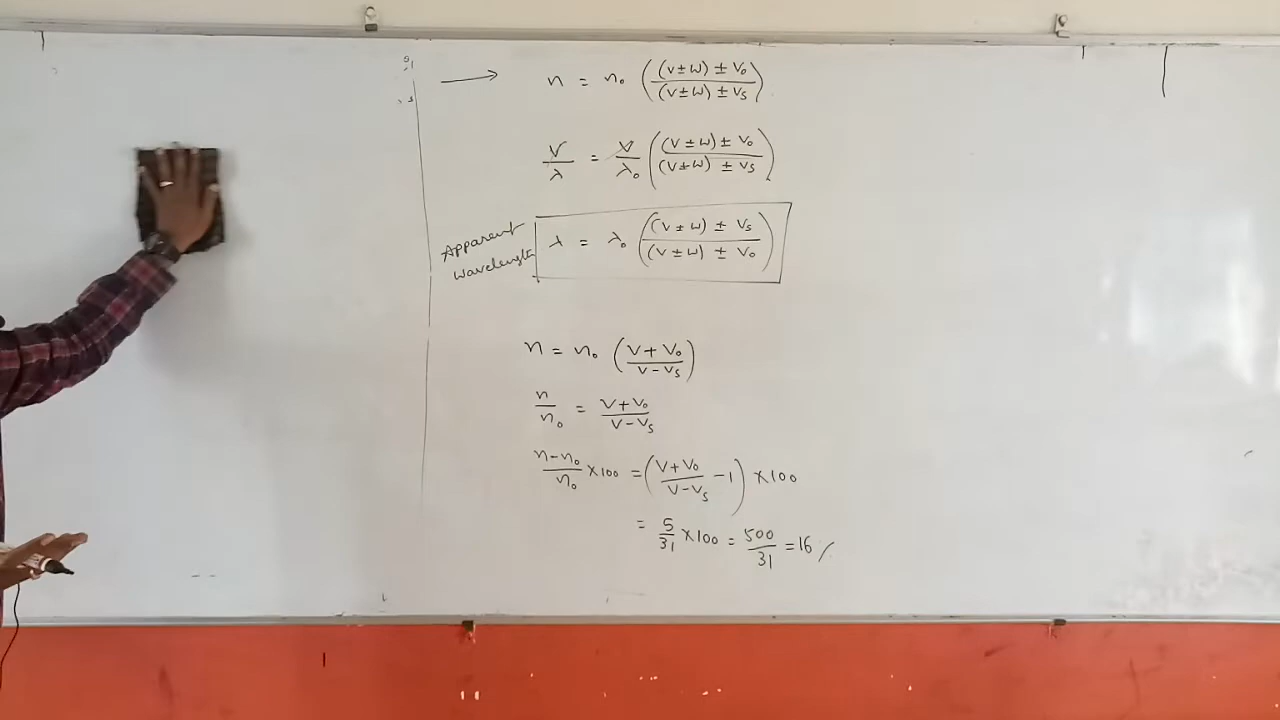 → n = n₀ ((v±w) ± v₀ / (v±w) ± vₛ)
v/λ = v/λ₀ ((v±w) ± v₀ / (v±w) ± vₛ)
Apparent wavelength λ = λ₀ ((v±w) ± vₛ / (v±w) ± v₀)
n = n₀ (v+v₀ / v-vₛ)
n/n₀ = v+v₀ / v-vₛ
n-n₀/n₀ ×100 = (v+v₀ / v-vₛ - 1) ×100
= 5/31 ×100 = 500/31 = 16 %